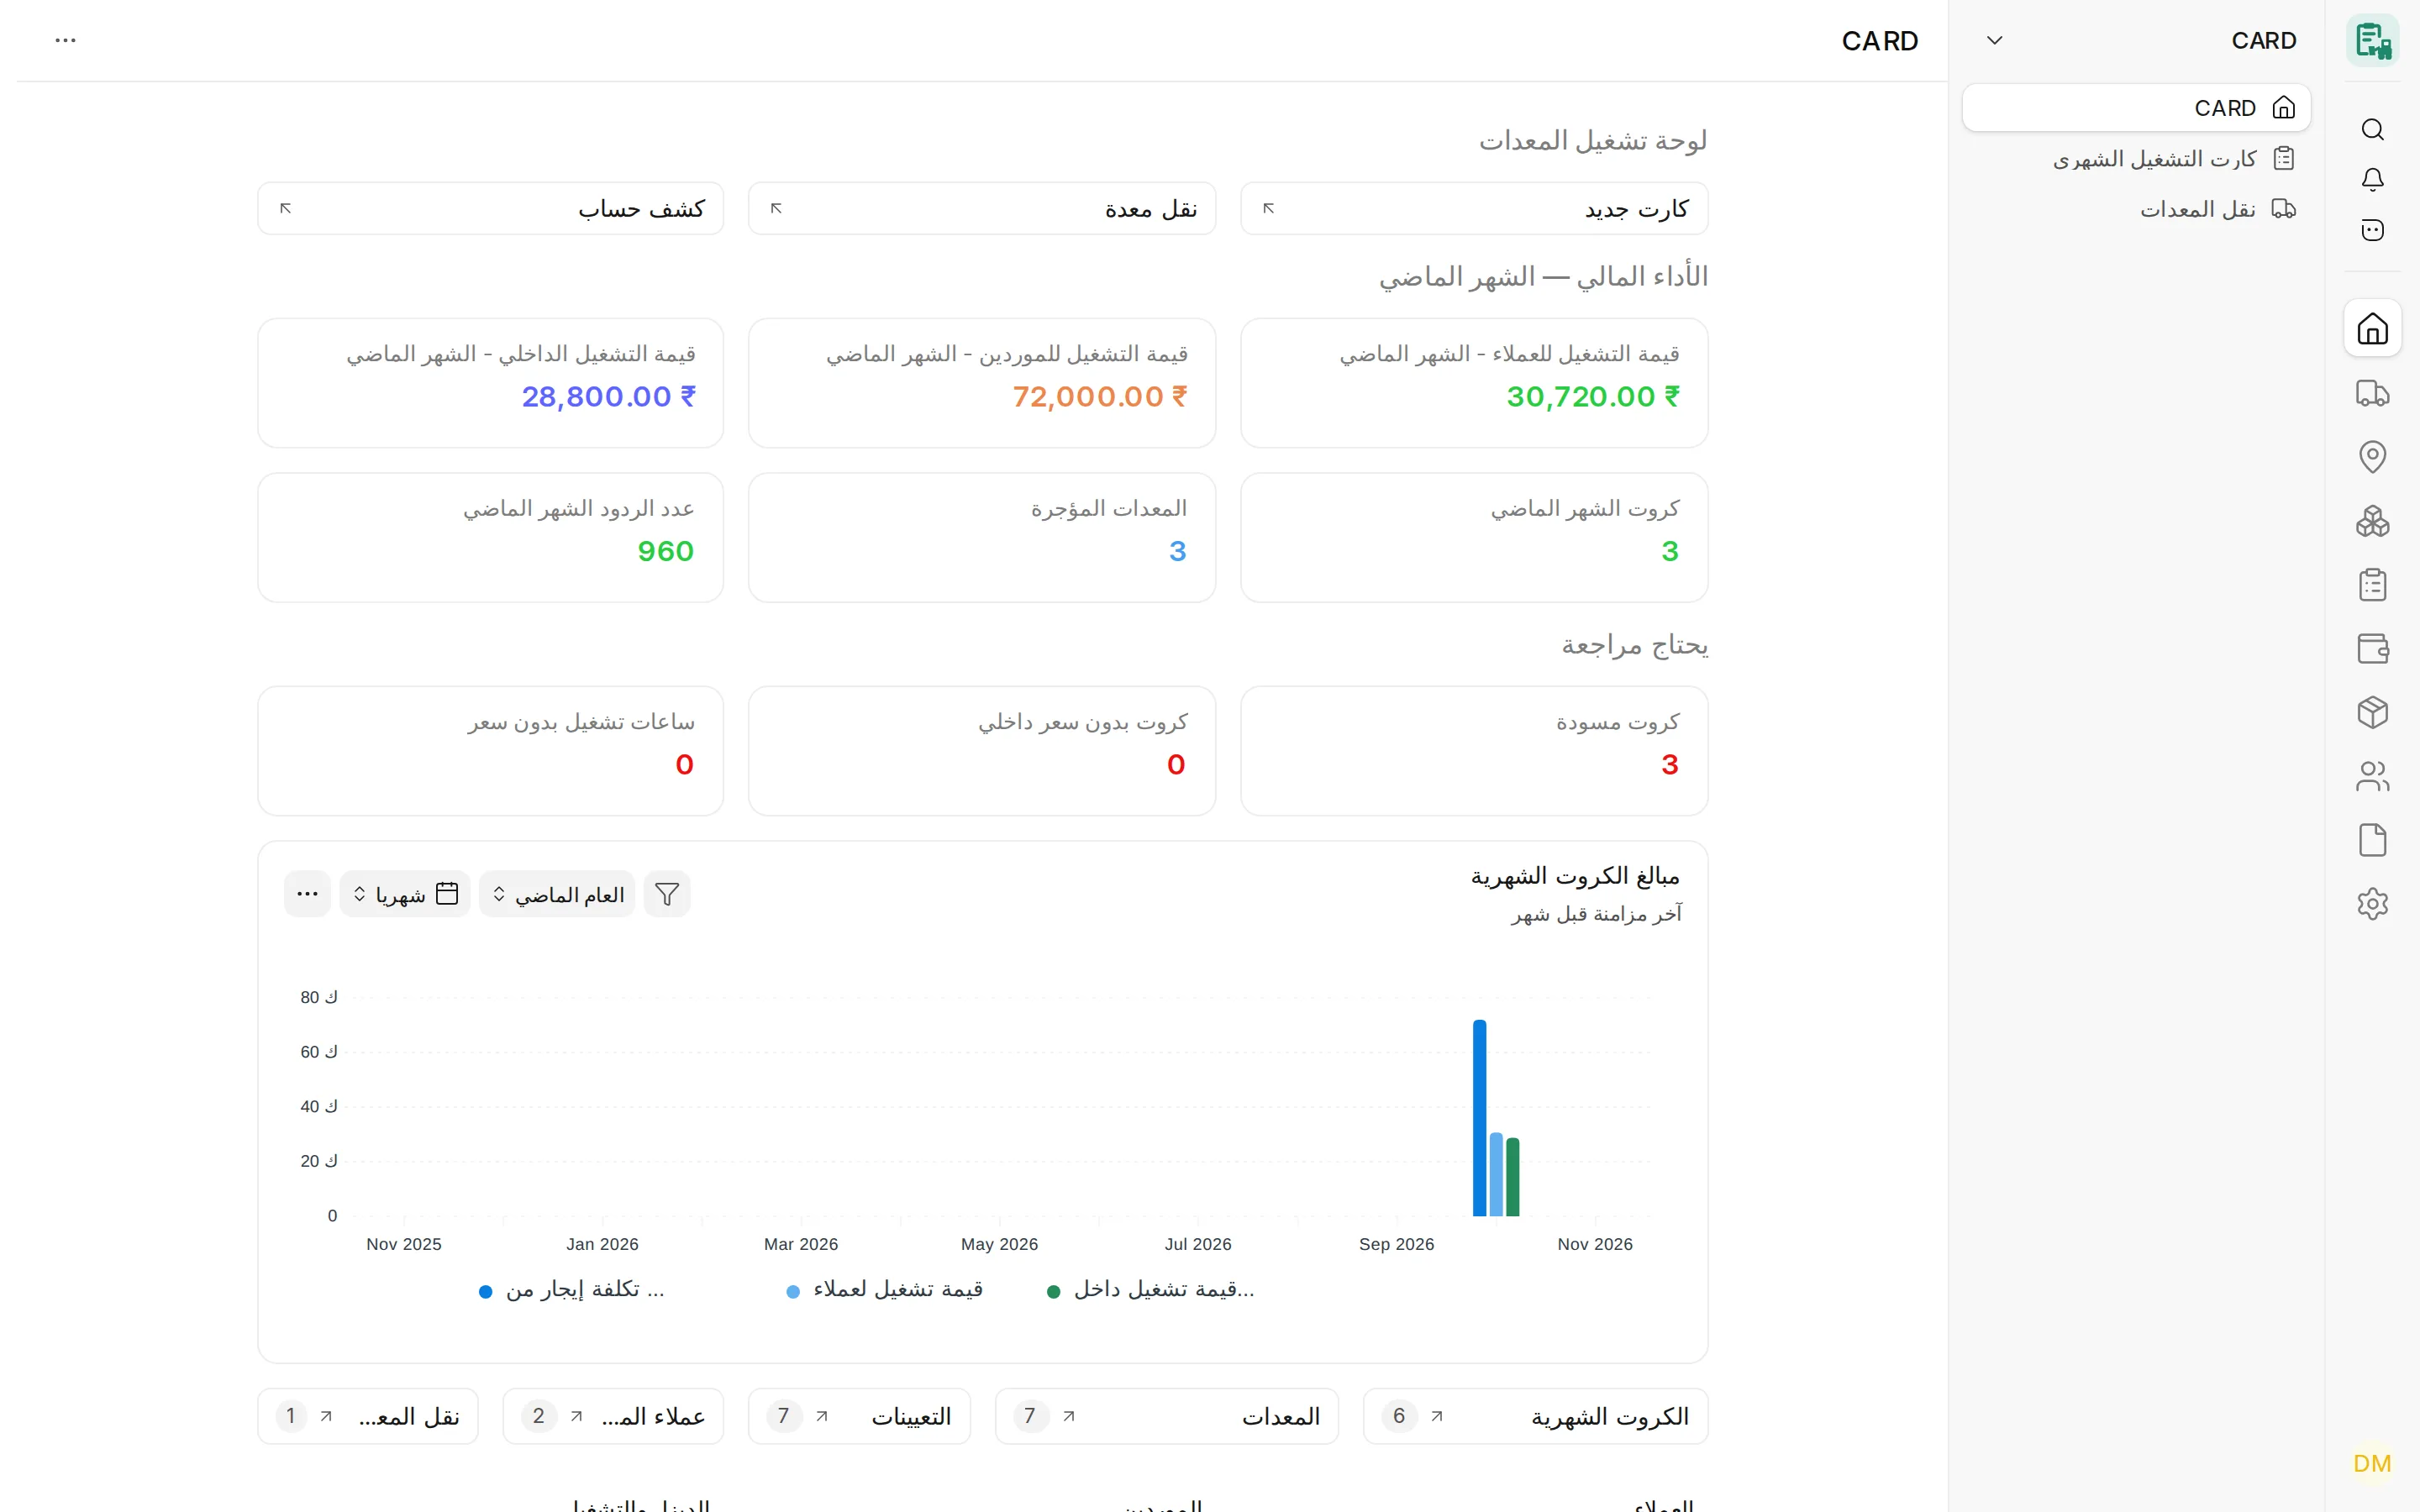 CARD
CARD
كارت التشغيل الشهري
نقل المعدات
CARD
لوحة تشغيل المعدات
كارت جديد
نقل معدة
كشف حساب
الأداء المالي — الشهر الماضي
قيمة التشغيل للعملاء - الشهر الماضي
30,720.00 ₹
قيمة التشغيل للموردين - الشهر الماضي
72,000.00 ₹
قيمة التشغيل الداخلي - الشهر الماضي
28,800.00 ₹
كروت الشهر الماضي
3
المعدات المؤجرة
3
عدد الردود الشهر الماضي
960
يحتاج مراجعة
كروت مسودة
3
كروت بدون سعر داخلي
0
ساعات تشغيل بدون سعر
0
مبالغ الكروت الشهرية
آخر مزامنة قبل شهر
العام الماضي
شهريا
80 ك
60 ك
40 ك
20 ك
0
Nov 2025
Jan 2026
Mar 2026
May 2026
Jul 2026
Sep 2026
Nov 2026
تكلفة إيجار من ...
قيمة تشغيل لعملاء
قيمة تشغيل داخل...
الكروت الشهرية
6
المعدات
7
التعيينات
7
عملاء الم...
2
نقل المع...
1
العملاء
الموردين
الديزل والتشغيل
DM